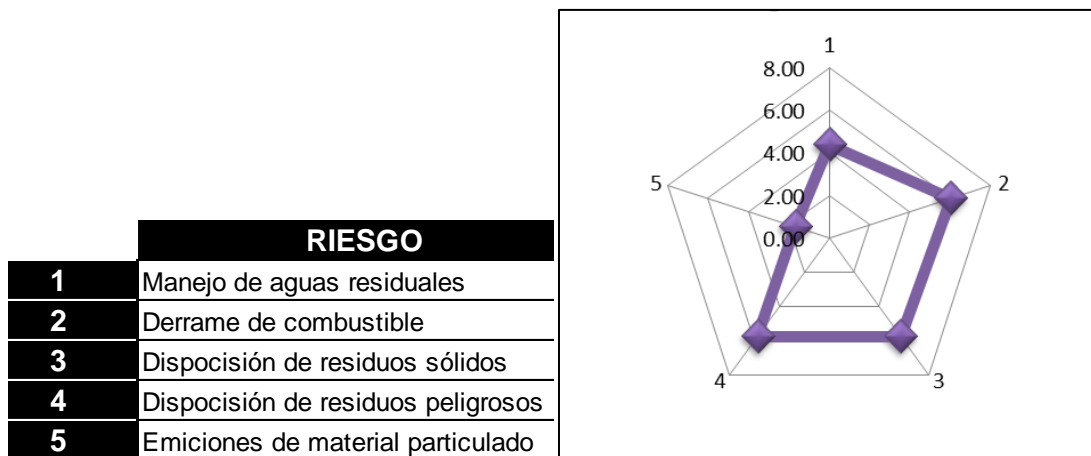 RIESGO
1 Manejo de aguas residuales
2 Derrame de combustible
3 Dispocisión de residuos sólidos
4 Dispocisión de residuos peligrosos
5 Emiciones de material particulado
1
8.00
6.00
4.00
2.00
0.00
5
2
4
3